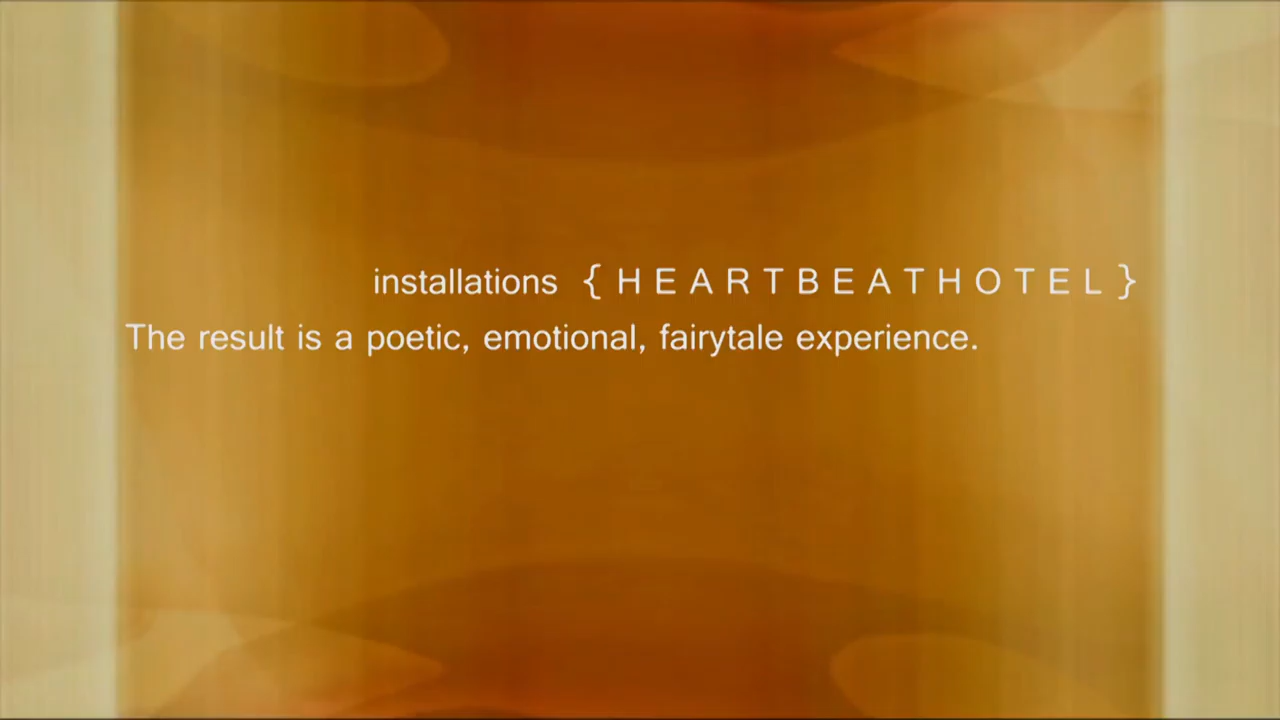 installations { H E A R T B E A T H O T E L }
The result is a poetic, emotional, fairytale experience.